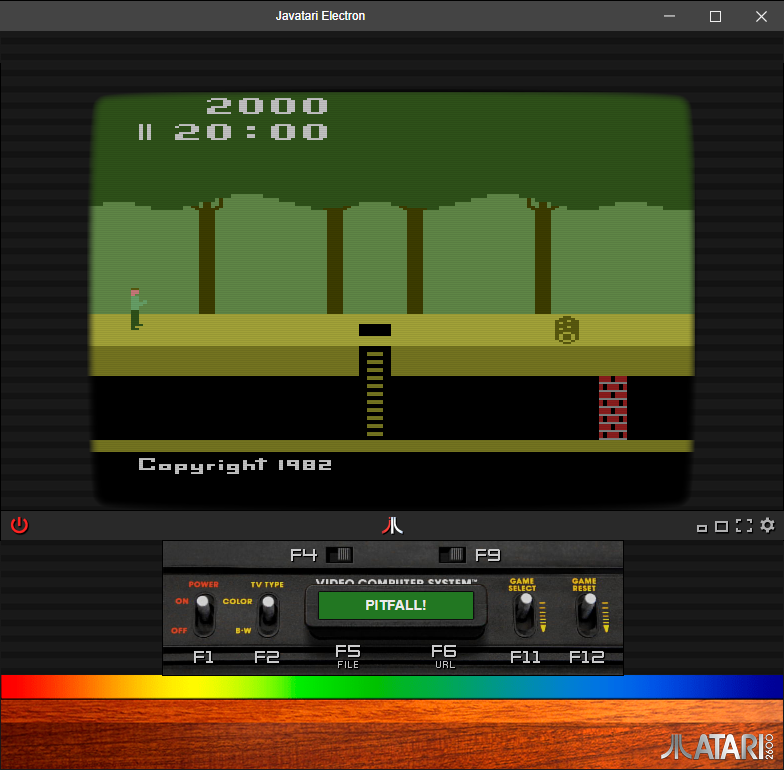 Javatari Electron
2000
20:00
Copyright 1982
F4 F9
VIDEO COMPUTER SYSTEM™
POWER
ON
OFF
TV TYPE
COLOR
B-W
PITFALL!
GAME SELECT
GAME RESET
F1
F2
F5
FILE
F6
URL
F11
F12
ATARI 2600